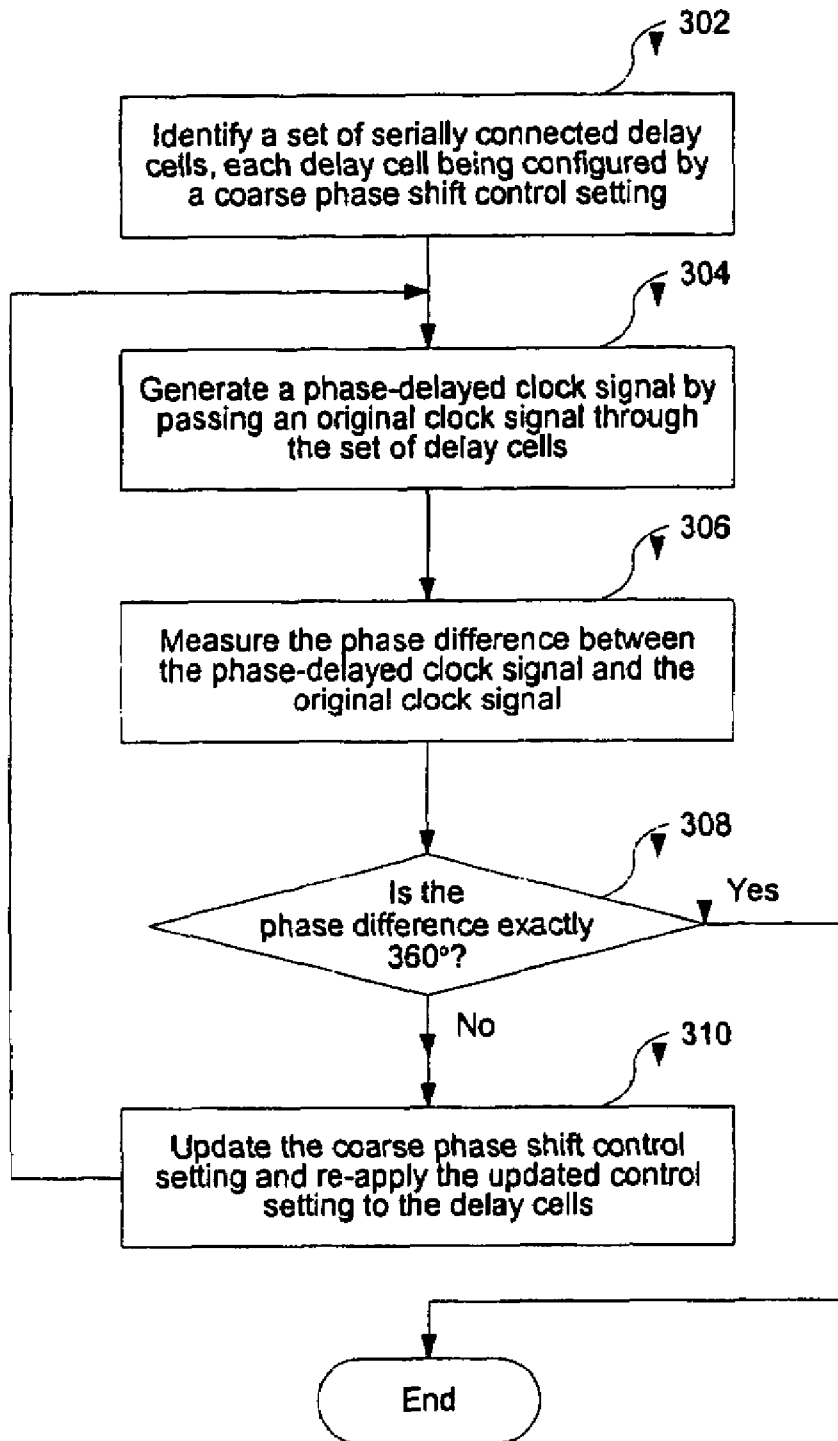 302
Identify a set of serially connected delay
cells, each delay cell being configured by
a coarse phase shift control setting
304
Generate a phase-delayed clock signal by
passing an original clock signal through
the set of delay cells
306
Measure the phase difference between
the phase-delayed clock signal and the
original clock signal
308
Is the
phase difference exactly
360°?
Yes
No
310
Update the coarse phase shift control
setting and re-apply the updated control
setting to the delay cells
End